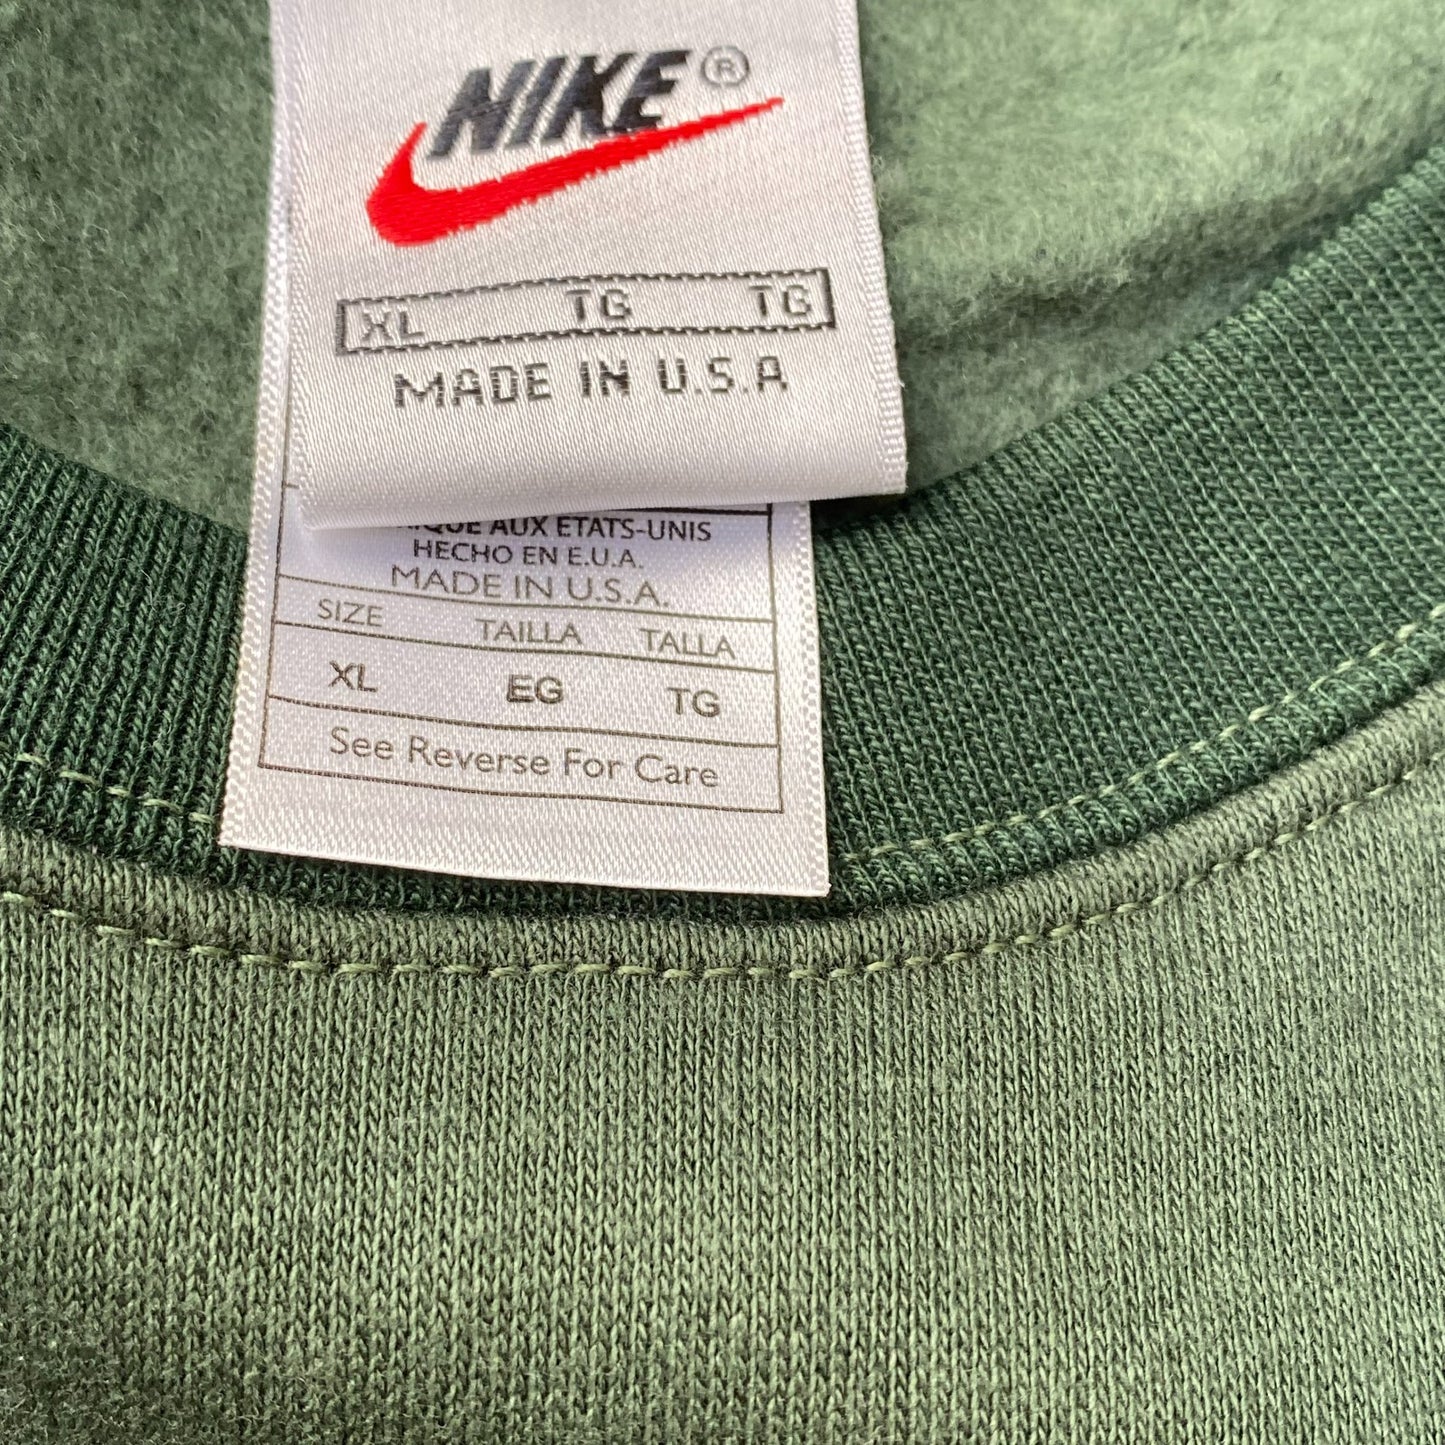 NIKE®
XL TG TG
MADE IN U.S.A
AUX ETATS-UNIS
HECHO EN E.U.A.
MADE IN U.S.A.
SIZE TAILLA TALLA
XL EG TG
See Reverse For Care